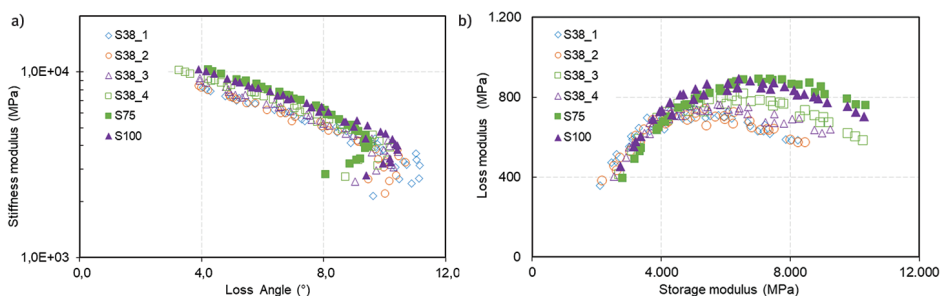 a)
S38_1
S38_2
S38_3
S38_4
S75
S100
1,0E+04
1,0E+03
Stiffness modulus (MPa)
0,0
4,0
8,0
12,0
Loss Angle (°)
b)
1.200
800
400
0
Loss modulus (MPa)
S38_1
S38_2
S38_3
S38_4
S75
S100
0
4.000
8.000
12.000
Storage modulus (MPa)